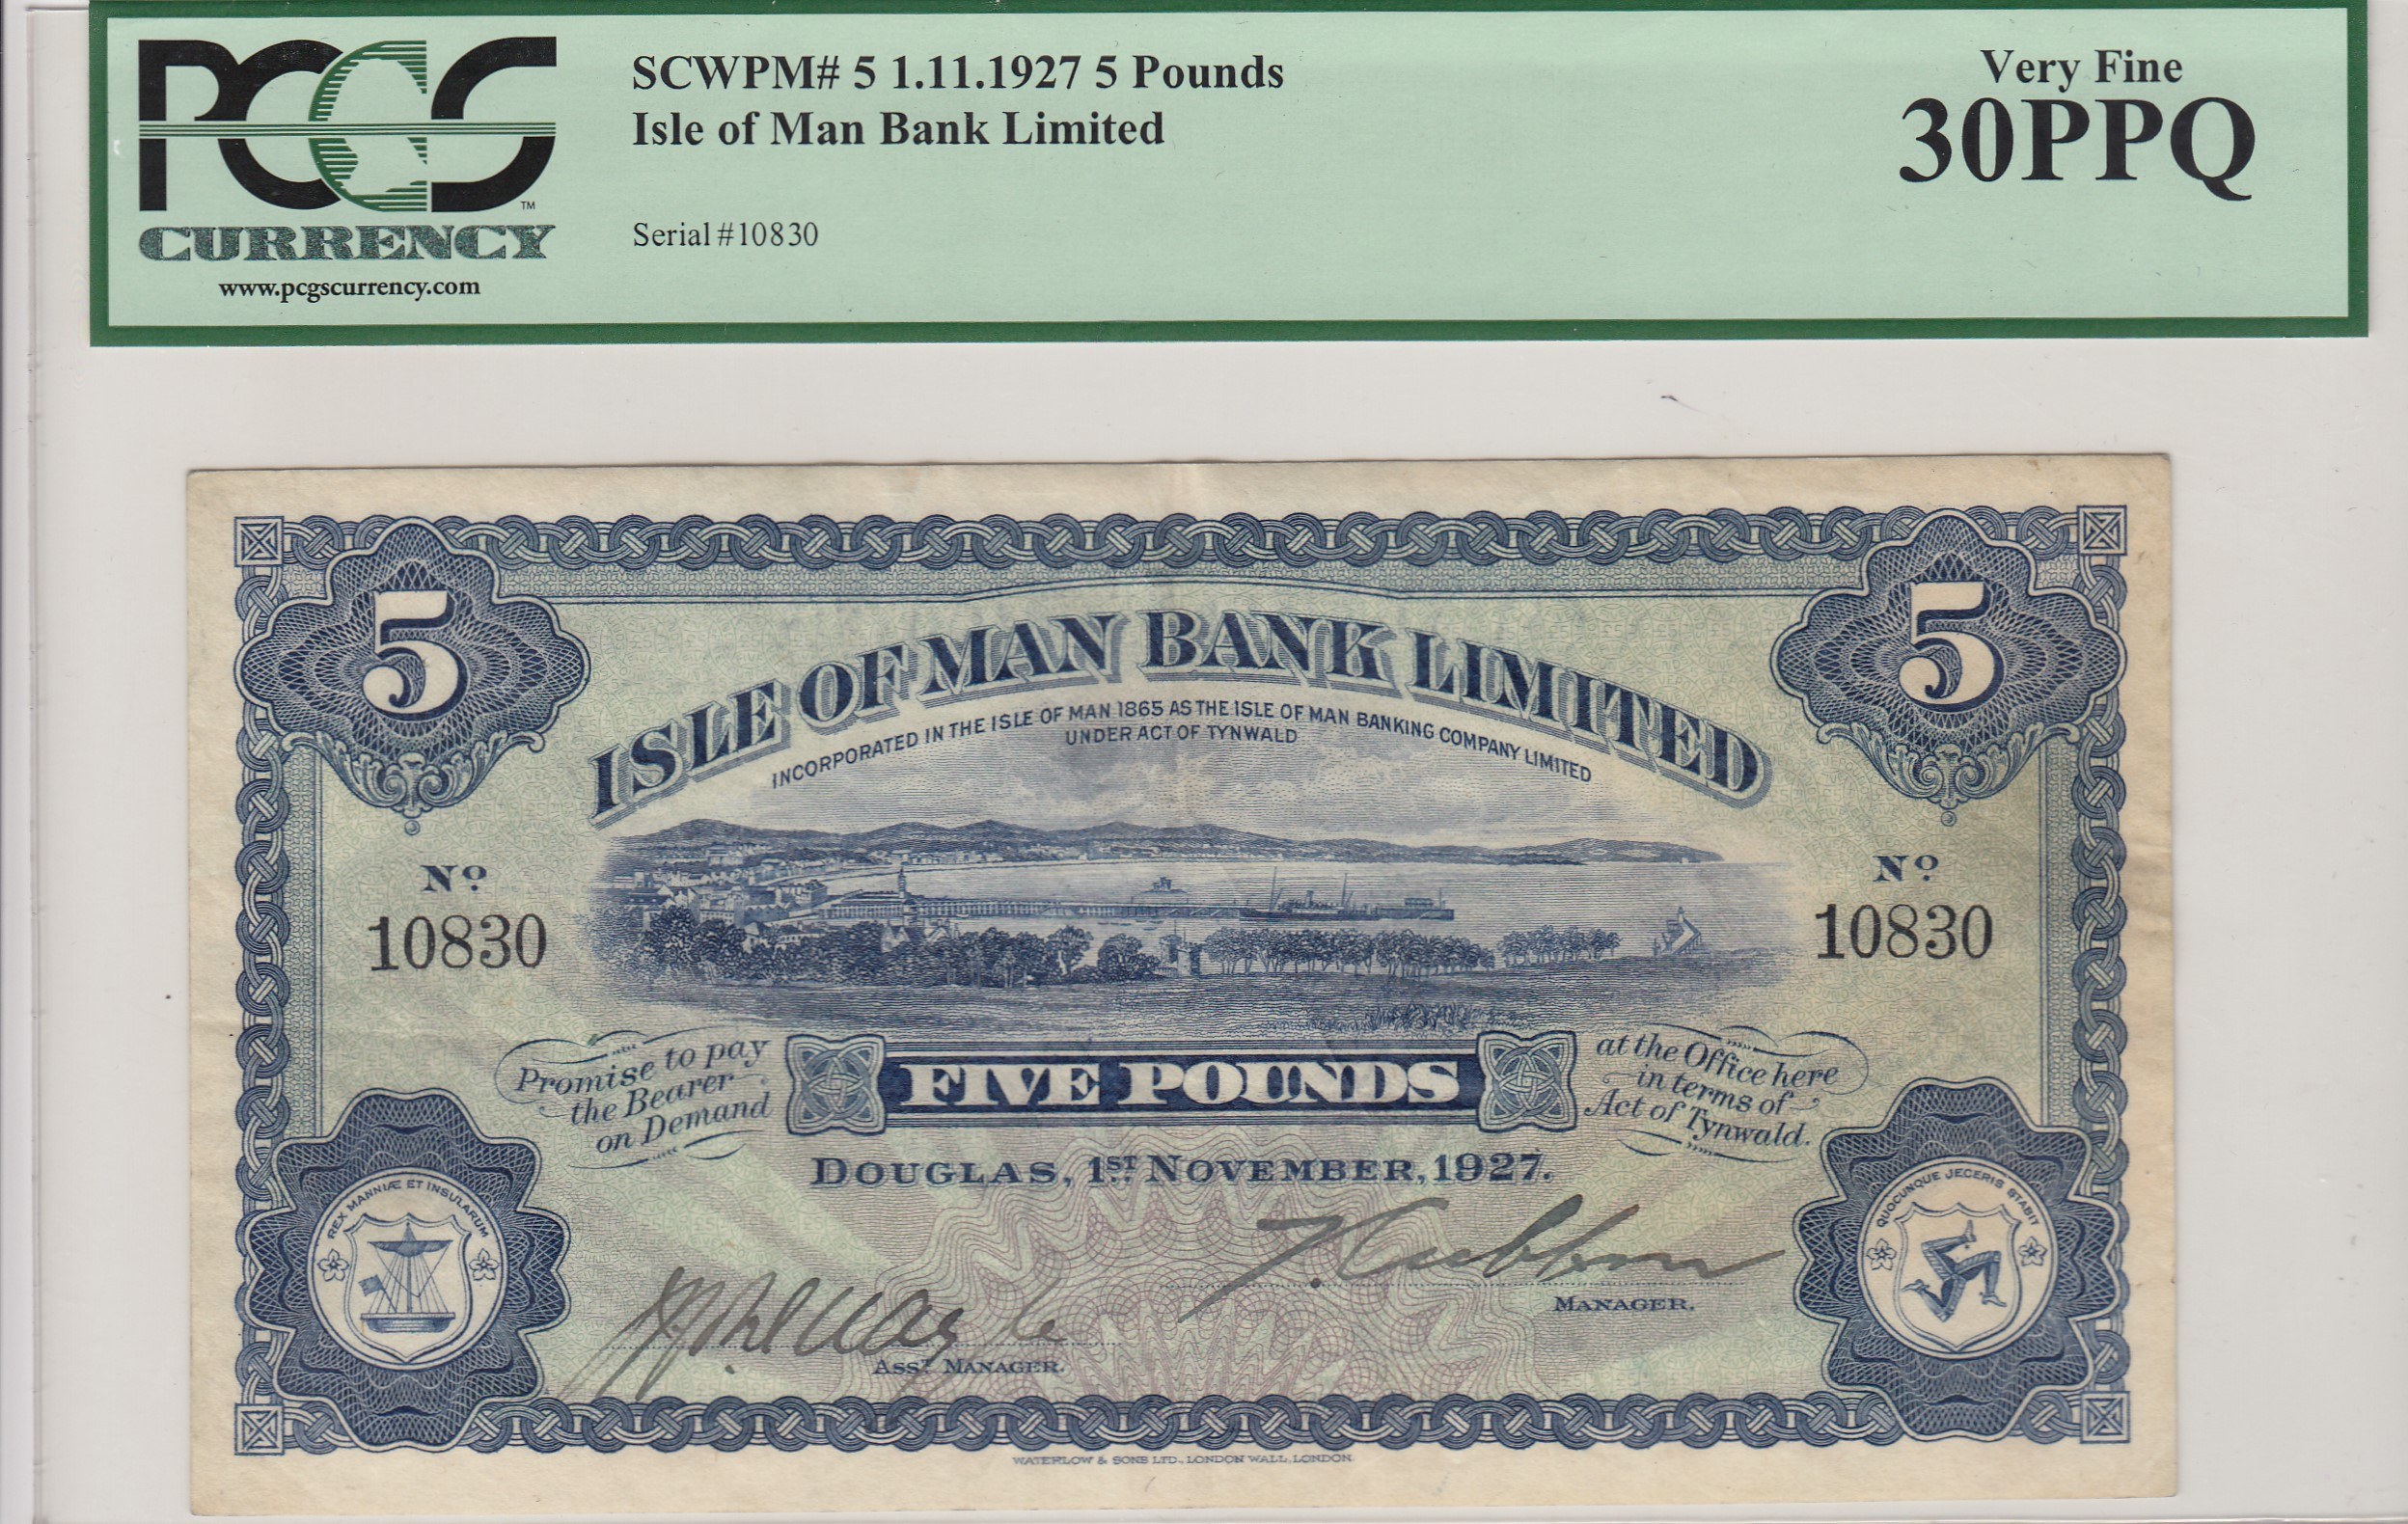 PCGS
CURRENCY
www.pcgscurrency.com
SCWPM# 5 1.11.1927 5 Pounds
Isle of Man Bank Limited
Serial #10830
Very Fine
30PPQ
5
5
ISLE OF MAN BANK LIMITED
INCORPORATED IN THE ISLE OF MAN 1865 AS THE ISLE OF MAN BANKING COMPANY LIMITED
UNDER ACT OF TYNWALD
Nº
10830
Nº
10830
Promise to pay
the Bearer
on Demand
FIVE POUNDS
at the Office here
in terms of
Act of Tynwald.
DOUGLAS, 1ST NOVEMBER, 1927.
REX MANNIÆ ET INSULARUM
QUOCUNQUE JECERIS STABIT
MANAGER.
ASST. MANAGER.
WATERLOW & SONS LTD., LONDON WALL, LONDON.